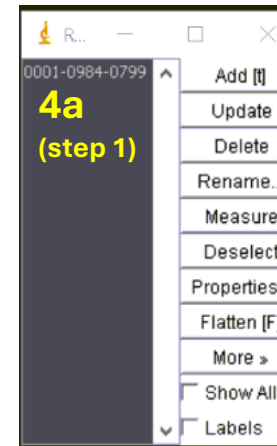 R...
0001-0984-0799
4a
(step 1)
Add [t]
Update
Delete
Rename..
Measure
Deselect
Properties
Flatten [F]
More »
Show All
Labels